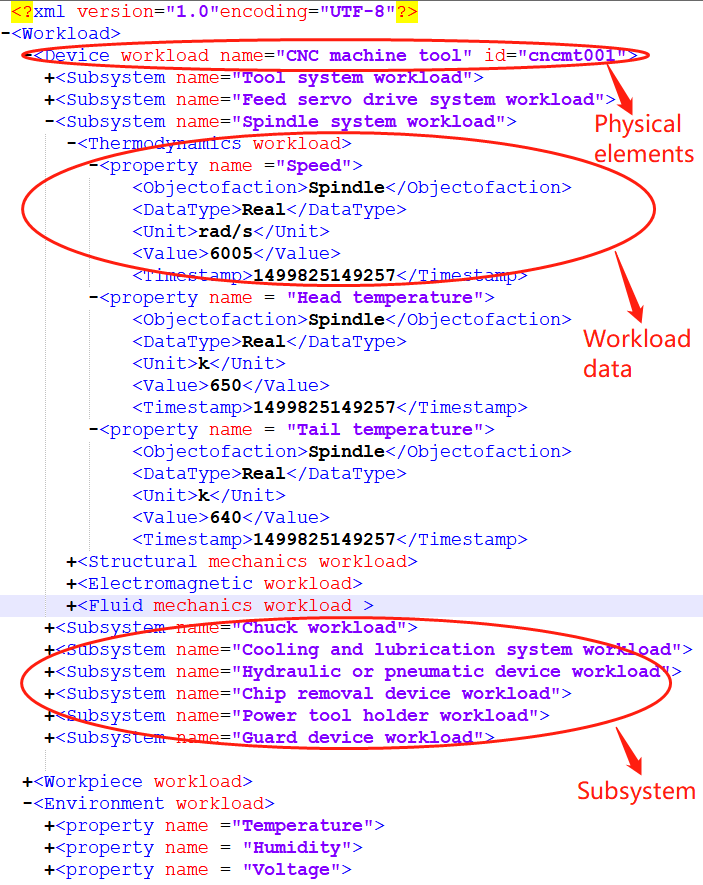 <?xml version="1.0"encoding="UTF-8"?>
-<Workload>
-<Device workload name="CNC machine tool" id="cncmt001">
+<Subsystem name="Tool system workload">
+<Subsystem name="Feed servo drive system workload">
-<Subsystem name="Spindle system workload">
Physical
elements
-<Thermodynamics workload>
-<property name ="Speed">
<Objectofaction>Spindle</Objectofaction>
<DataType>Real</DataType>
<Unit>rad/s</Unit>
<Value>6005</Value>
<Timestamp>1499825149257</Timestamp>
-<property name = "Head temperature">
<Objectofaction>Spindle</Objectofaction>
<DataType>Real</DataType>
<Unit>k</Unit>
<Value>650</Value>
<Timestamp>1499825149257</Timestamp>
Workload
data
-<property name = "Tail temperature">
<Objectofaction>Spindle</Objectofaction>
<DataType>Real</DataType>
<Unit>k</Unit>
<Value>640</Value>
<Timestamp>1499825149257</Timestamp>
+<Structural mechanics workload>
+<Electromagnetic workload>
+<Fluid mechanics workload >
+<Subsystem name="Chuck workload">
+<Subsystem name="Cooling and lubrication system workload">
+<Subsystem name="Hydraulic or pneumatic device workload">
+<Subsystem name="Chip removal device workload">
+<Subsystem name="Power tool holder workload">
+<Subsystem name="Guard device workload">
Subsystem
+<Workpiece workload>
-<Environment workload>
+<property name ="Temperature">
+<property name = "Humidity">
+<property name = "Voltage">